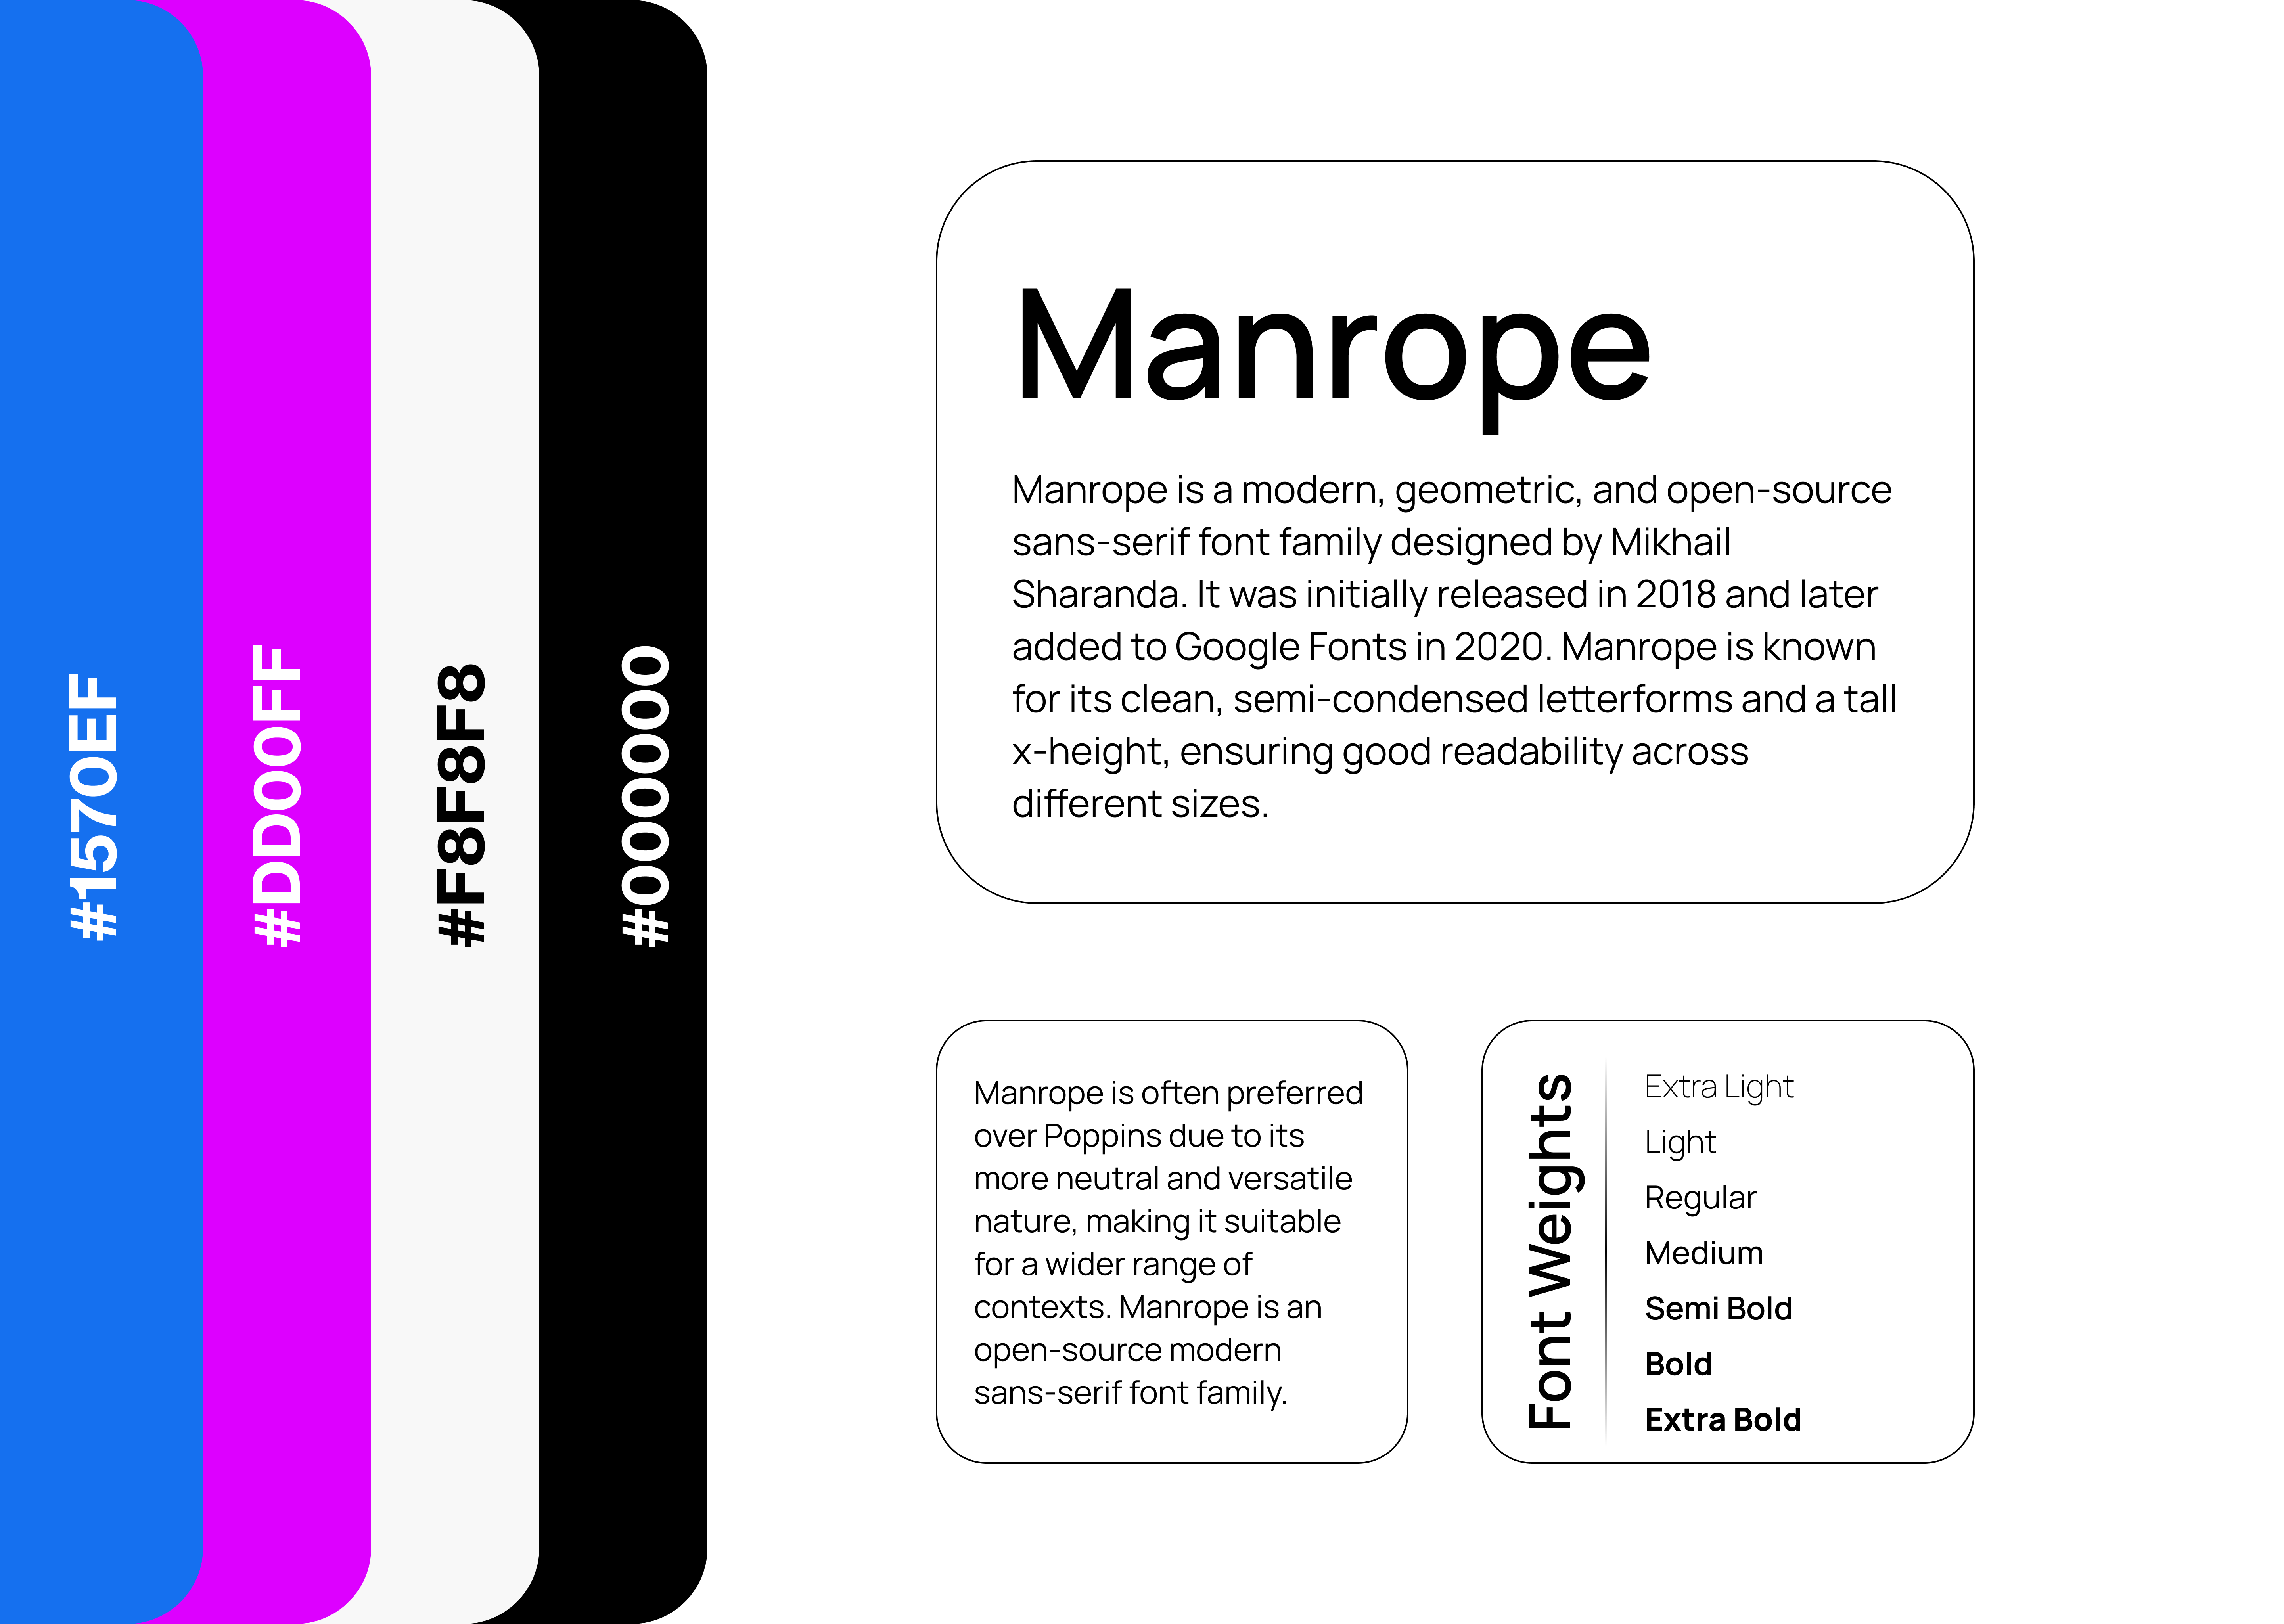 #1570EF
#DD00FF
#F8F8F8
#000000
Manrope
Manrope is a modern, geometric, and open-source
sans-serif font family designed by Mikhail
Sharanda. It was initially released in 2018 and later
added to Google Fonts in 2020. Manrope is known
for its clean, semi-condensed letterforms and a tall
x-height, ensuring good readability across
different sizes.
Manrope is often preferred
over Poppins due to its
more neutral and versatile
nature, making it suitable
for a wider range of
contexts. Manrope is an
open-source modern
sans-serif font family.
Font Weights
Extra Light
Light
Regular
Medium
Semi Bold
Bold
Extra Bold